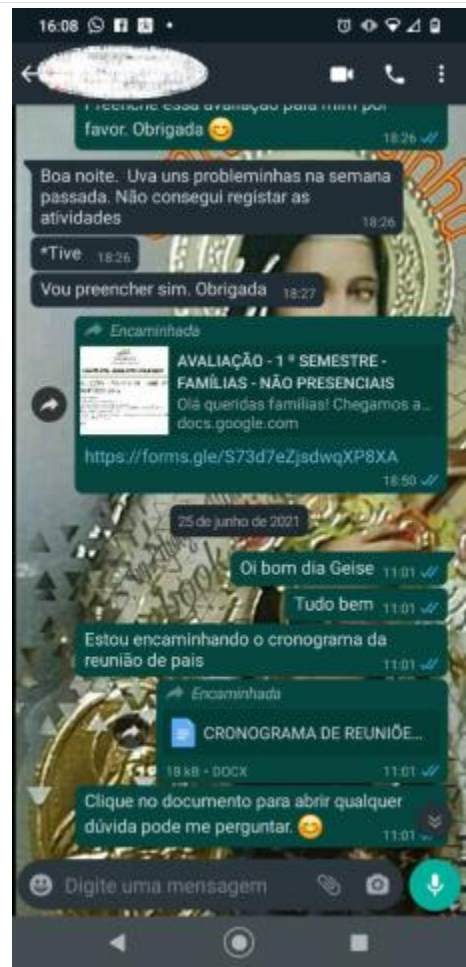 16:08
Preenche essa avaliação para mim por
favor. Obrigada 😊
18:26
Boa noite. Uva uns probleminhas na semana
passada. Não consegui registar as
atividades
18:26
*Tive 18:26
Vou preencher sim. Obrigada 18:27
Encaminhada
AVALIAÇÃO - 1 º SEMESTRE -
FAMÍLIAS - NÃO PRESENCIAIS
Olá queridas famílias! Chegamos a...
docs.google.com
https://forms.gle/S73d7eZjsdwqXP8XA
18:50
25 de junho de 2021
Oi bom dia Geise 11:01
Tudo bem 11:01
Estou encaminhando o cronograma da
reunião de pais
11:01
Encaminhada
CRONOGRAMA DE REUNIÕE...
18 kB • DOCX 11:01
Clique no documento para abrir qualquer
dúvida pode me perguntar. 😊
11:01
Digite uma mensagem